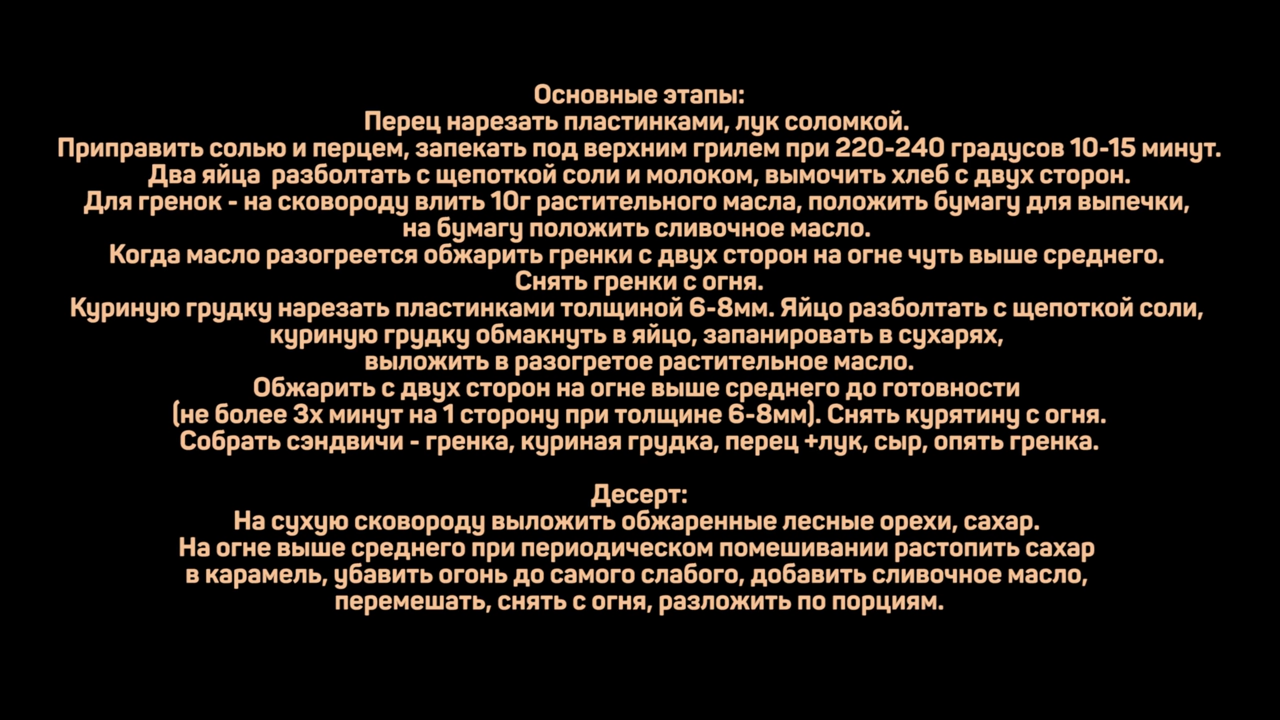 Основные этапы:
Перец нарезать пластинками, лук соломкой.
Приправить солью и перцем, запекать под верхним грилем при 220-240 градусов 10-15 минут.
Два яйца  разболтать с щепоткой соли и молоком, вымочить хлеб с двух сторон.
Для гренок - на сковороду влить 10г растительного масла, положить бумагу для выпечки,
на бумагу положить сливочное масло.
Когда масло разогреется обжарить гренки с двух сторон на огне чуть выше среднего.
Снять гренки с огня.
Куриную грудку нарезать пластинками толщиной 6-8мм. Яйцо разболтать с щепоткой соли,
куриную грудку обмакнуть в яйцо, запанировать в сухарях,
выложить в разогретое растительное масло.
Обжарить с двух сторон на огне выше среднего до готовности
(не более 3х минут на 1 сторону при толщине 6-8мм). Снять курятину с огня.
Собрать сэндвичи - гренка, куриная грудка, перец +лук, сыр, опять гренка.
Десерт:
На сухую сковороду выложить обжаренные лесные орехи, сахар.
На огне выше среднего при периодическом помешивании растопить сахар
в карамель, убавить огонь до самого слабого, добавить сливочное масло,
перемешать, снять с огня, разложить по порциям.